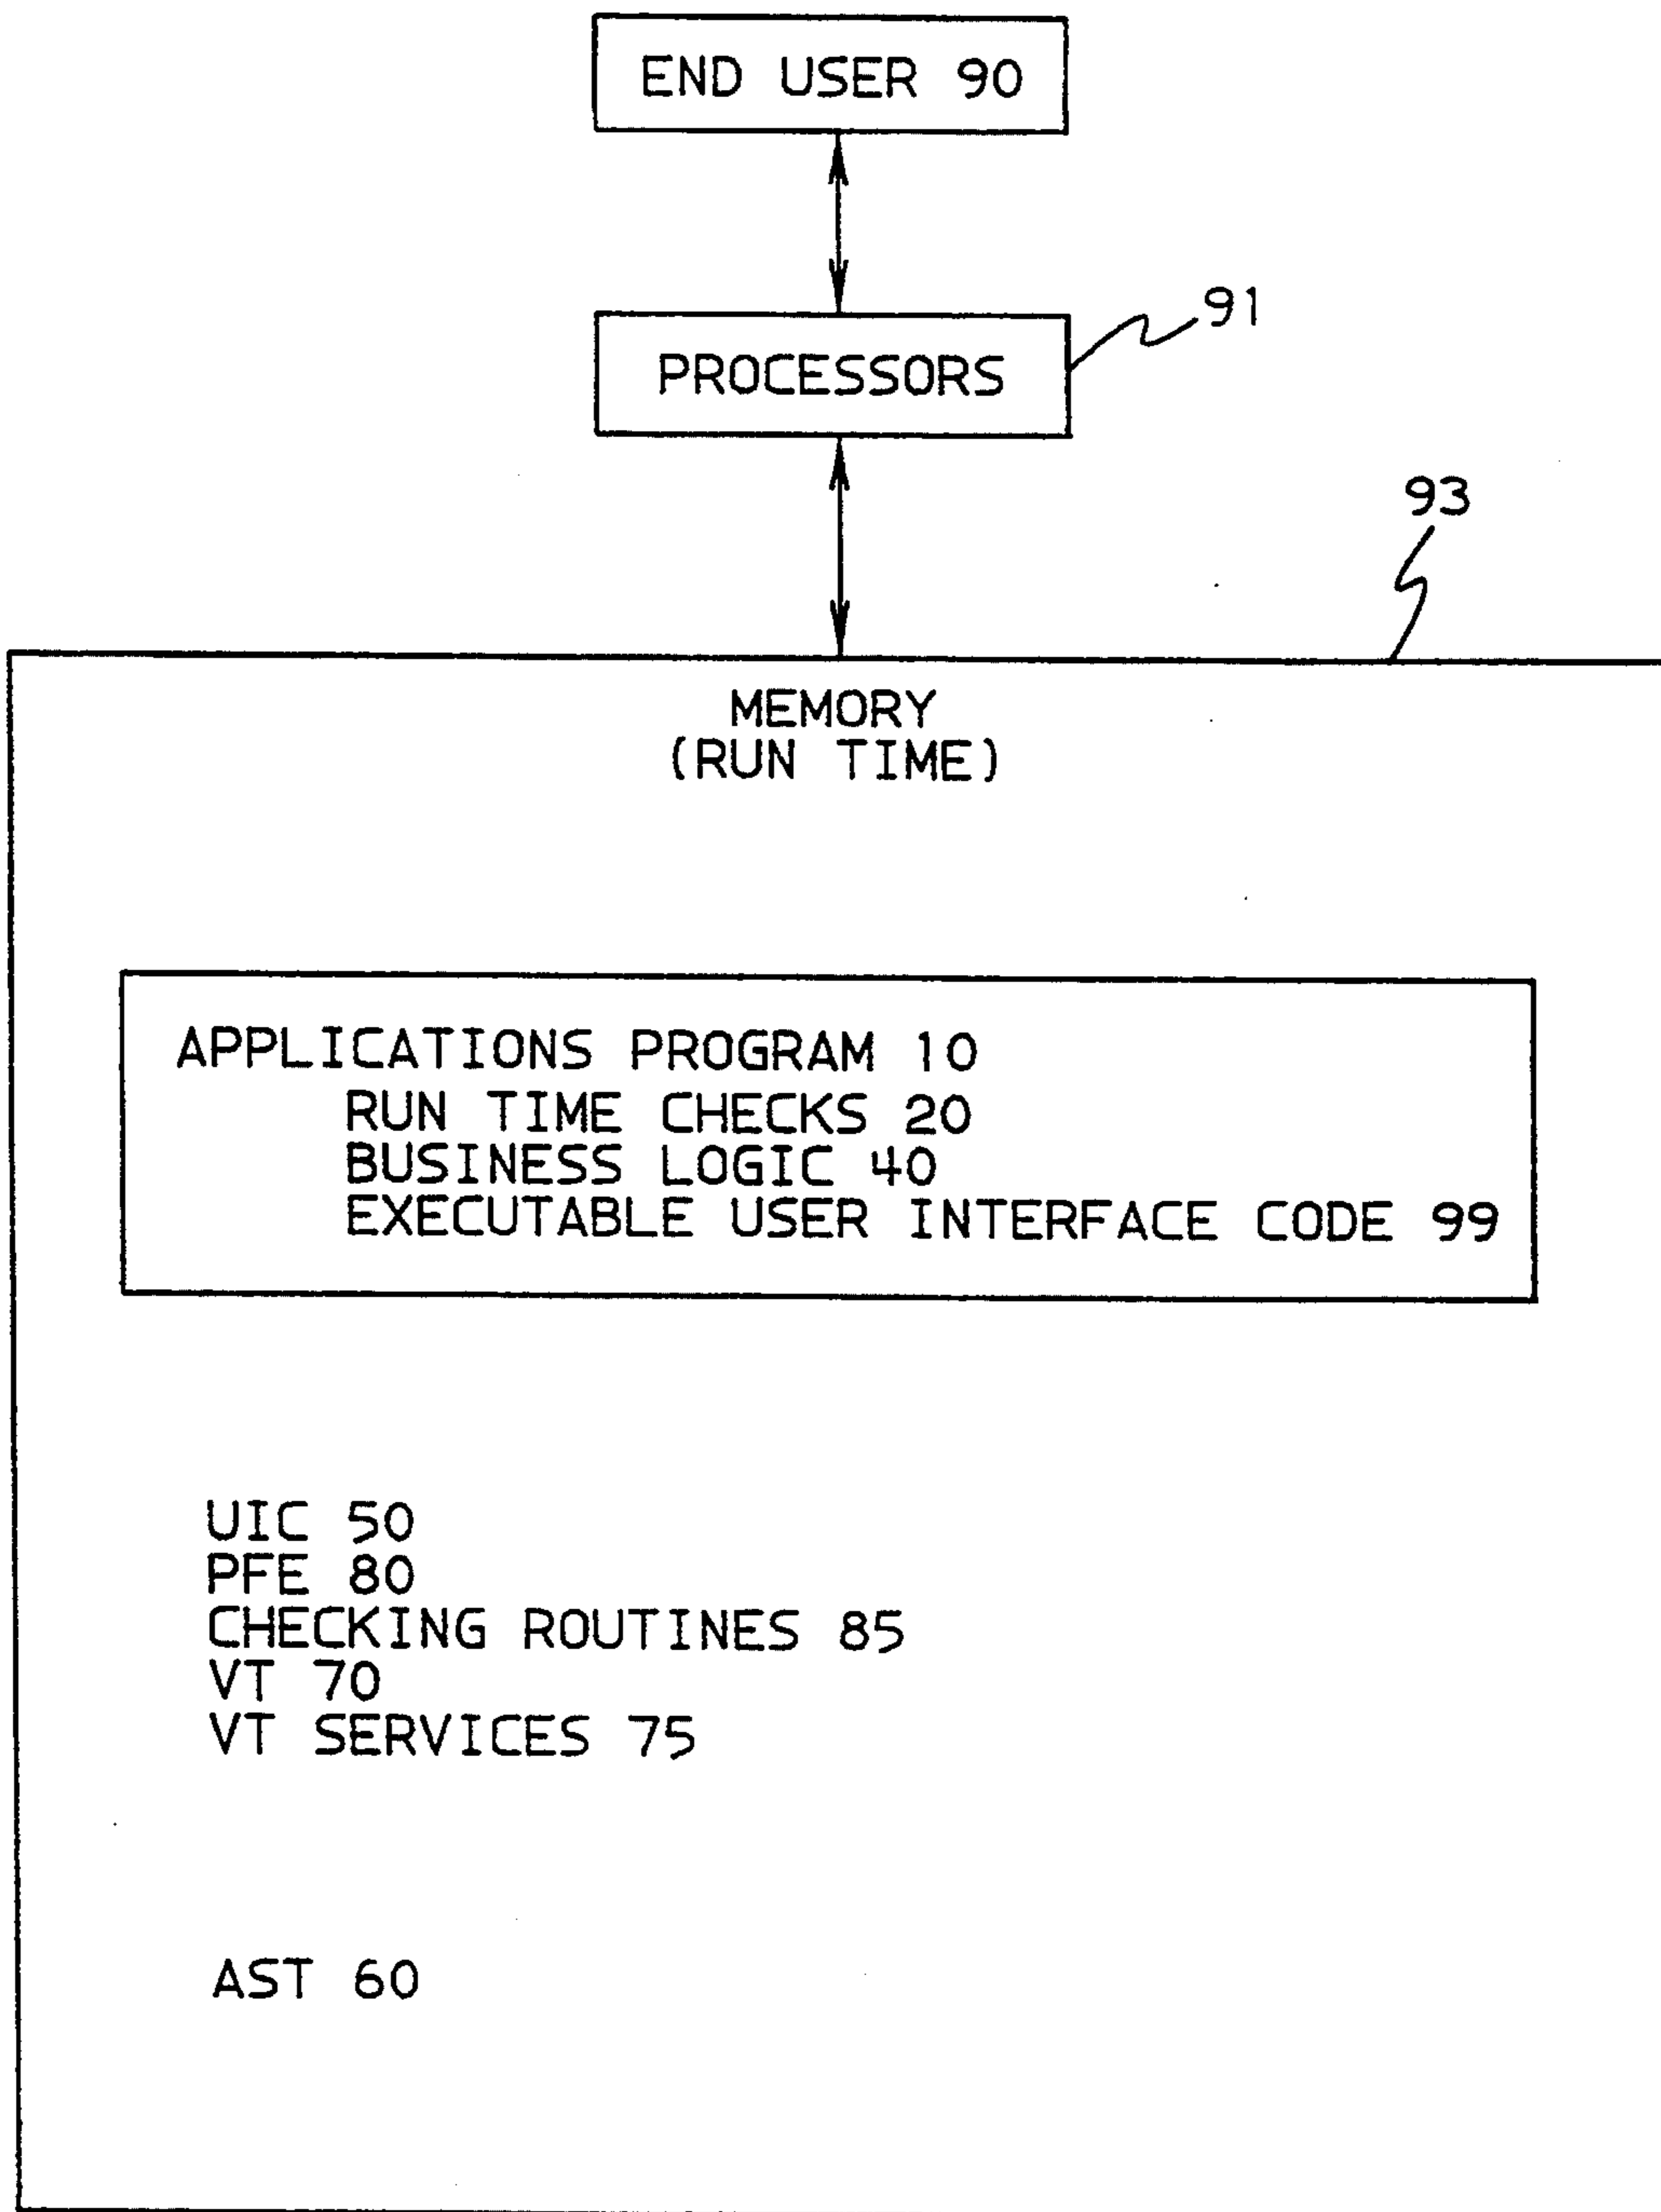 END USER 90
91
PROCESSORS
93
MEMORY
(RUN TIME)
APPLICATIONS PROGRAM 10
RUN TIME CHECKS 20
BUSINESS LOGIC 40
EXECUTABLE USER INTERFACE CODE 99
UIC 50
PFE 80
CHECKING ROUTINES 85
VT 70
VT SERVICES 75
AST 60